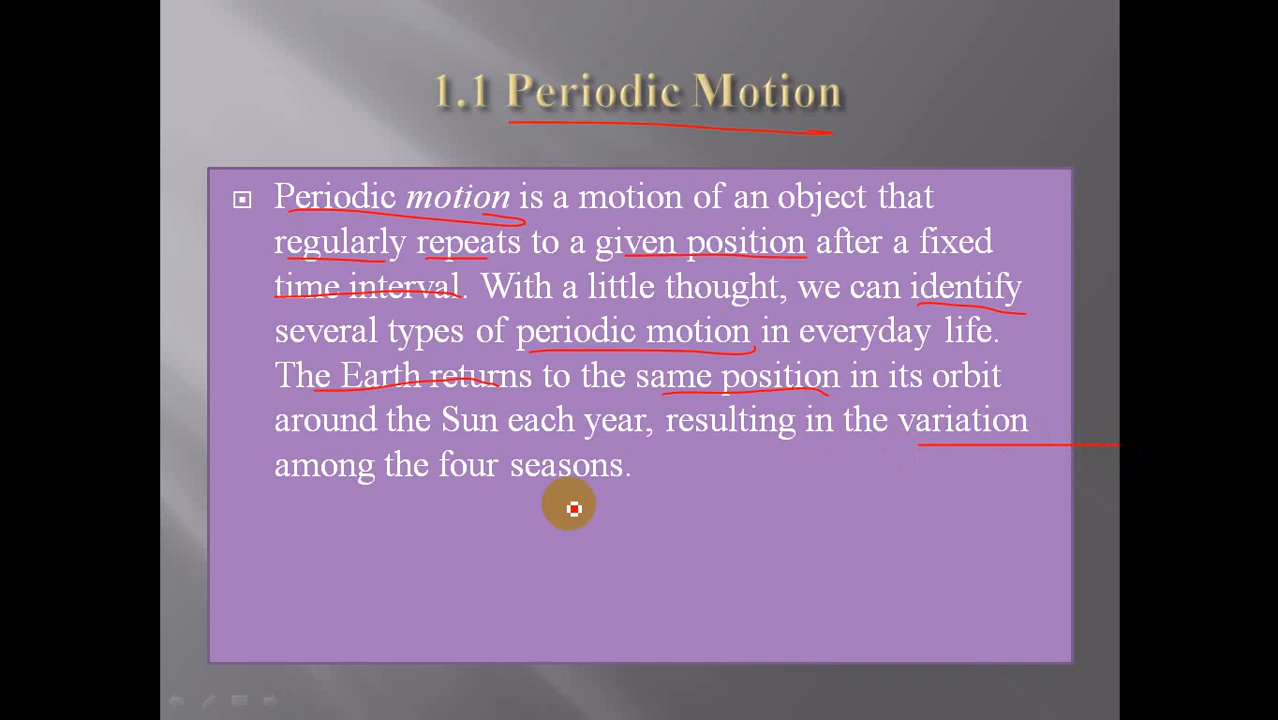 1.1 Periodic Motion
Periodic motion is a motion of an object that
regularly repeats to a given position after a fixed
time interval. With a little thought, we can identify
several types of periodic motion in everyday life.
The Earth returns to the same position in its orbit
around the Sun each year, resulting in the variation
among the four seasons.